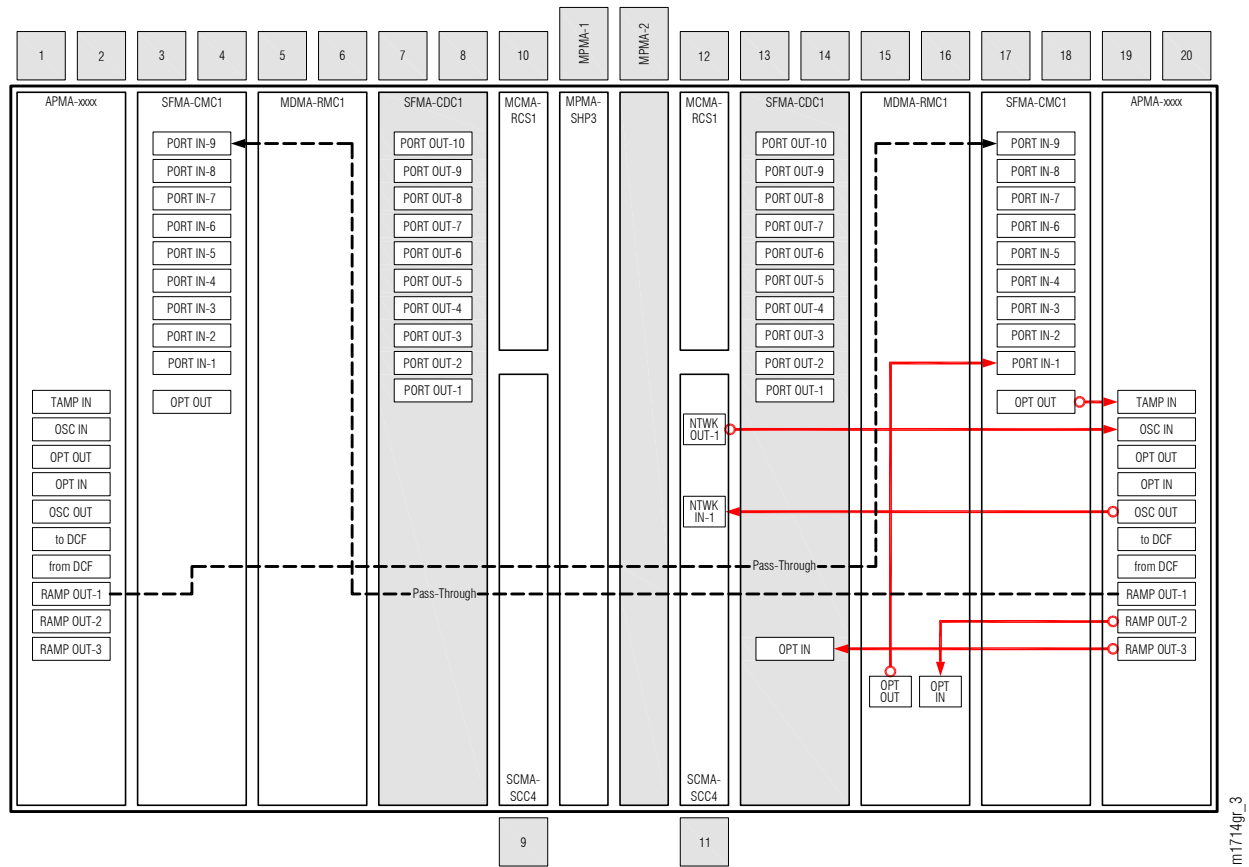 1
2
3
4
5
6
7
8
10
MPMA-1
MPMA-2
12
13
14
15
16
17
18
19
20
APMA-xxxx
SFMA-CMC1
MDMA-RMC1
SFMA-CDC1
MCMA-
RCS1
MPMA-
SHP3
MCMA-
RCS1
SFMA-CDC1
MDMA-RMC1
SFMA-CMC1
APMA-xxxx
TAMP IN
OSC IN
OPT OUT
OPT IN
OSC OUT
to DCF
from DCF
RAMP OUT-1
RAMP OUT-2
RAMP OUT-3
PORT IN-9
PORT IN-8
PORT IN-7
PORT IN-6
PORT IN-5
PORT IN-4
PORT IN-3
PORT IN-2
PORT IN-1
OPT OUT
PORT OUT-10
PORT OUT-9
PORT OUT-8
PORT OUT-7
PORT OUT-6
PORT OUT-5
PORT OUT-4
PORT OUT-3
PORT OUT-2
PORT OUT-1
Pass-Through
SCMA-
SCC4
NTWK
OUT-1
NTWK
IN-1
SCMA-
SCC4
PORT OUT-10
PORT OUT-9
PORT OUT-8
PORT OUT-7
PORT OUT-6
PORT OUT-5
PORT OUT-4
PORT OUT-3
PORT OUT-2
PORT OUT-1
Pass-Through
OPT IN
OPT
OUT
OPT
IN
PORT IN-9
PORT IN-8
PORT IN-7
PORT IN-6
PORT IN-5
PORT IN-4
PORT IN-3
PORT IN-2
PORT IN-1
OPT OUT
TAMP IN
OSC IN
OPT OUT
OPT IN
OSC OUT
to DCF
from DCF
RAMP OUT-1
RAMP OUT-2
RAMP OUT-3
9
11
m1714gr_3